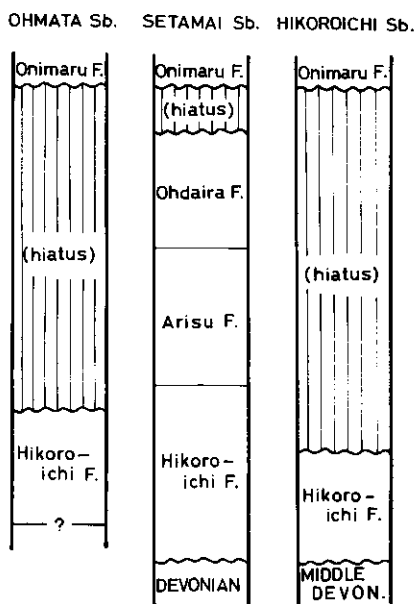 OHMATA Sb.
Onimaru F.
(hiatus)
Hikoro-
ichi F.
?
SETAMAI Sb.
Onimaru F.
(hiatus)
Ohdaira F.
Arisu F.
Hikoro-
ichi F.
DEVONIAN
HIKOROICHI Sb.
Onimaru F.
(hiatus)
Hikoro-
ichi F.
MIDDLE
DEVON.